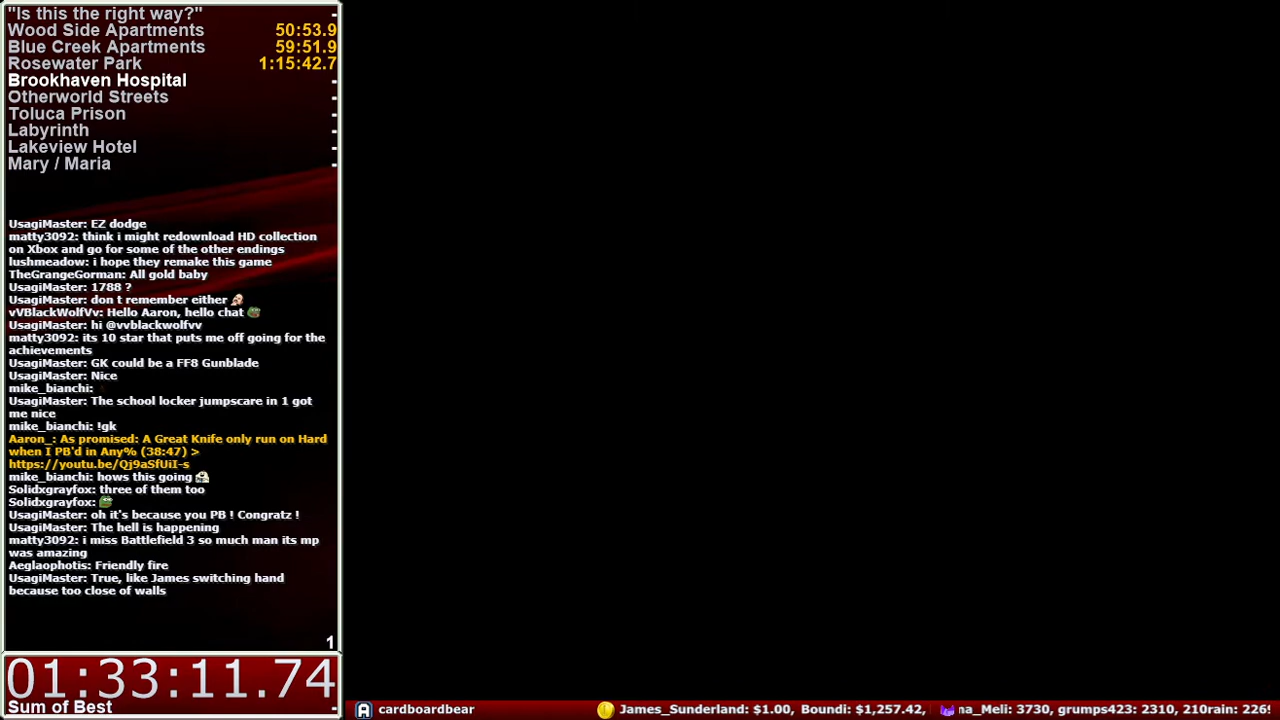 "Is this the right way?" -
Wood Side Apartments 50:53.9
Blue Creek Apartments 59:51.9
Rosewater Park 1:15:42.7
Brookhaven Hospital -
Otherworld Streets -
Toluca Prison -
Labyrinth -
Lakeview Hotel -
Mary / Maria -
UsagiMaster: EZ dodge
matty3092: think i might redownload HD collection
on Xbox and go for some of the other endings
lushmeadow: i hope they remake this game
TheGrangeGorman: All gold baby
UsagiMaster: 1788 ?
UsagiMaster: don t remember either
vVBlackWolfVv: Hello Aaron, hello chat
UsagiMaster: hi @vvblackwolfvv
matty3092: its 10 star that puts me off going for the
achievements
UsagiMaster: GK could be a FF8 Gunblade
UsagiMaster: Nice
mike_bianchi:
UsagiMaster: The school locker jumpscare in 1 got
me nice
mike_bianchi: !gk
Aaron_: As promised: A Great Knife only run on Hard
when I PB'd in Any% (38:47) >
https://youtu.be/Qj9aSfUiI-s
mike_bianchi: hows this going
Solidxgrayfox: three of them too
Solidxgrayfox:
UsagiMaster: oh it's because you PB ! Congratz !
UsagiMaster: The hell is happening
matty3092: i miss Battlefield 3 so much man its mp
was amazing
Aeglaophotis: Friendly fire
UsagiMaster: True, like James switching hand
because too close of walls
1
01:33:11.74
Sum of Best -
cardboardbear James_Sunderland: $1.00, Boundi: $1,257.42, na_Meli: 3730, grumps423: 2310, 210rain: 226